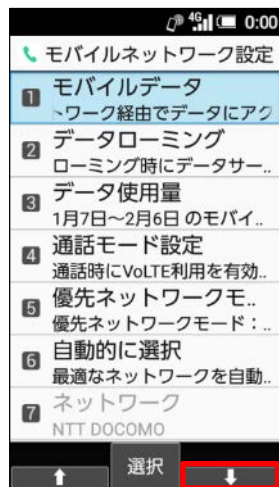 4G 0:00
モバイルネットワーク設定
1 モバイルデータ
ワーク経由でデータにアク
2 データローミング
ローミング時にデータサー..
3 データ使用量
1月7日～2月6日 のモバイ..
4 通話モード設定
通話時にVoLTE利用を有効..
5 優先ネットワークモ..
優先ネットワークモード：..
6 自動的に選択
最適なネットワークを自動..
7 ネットワーク
NTT DOCOMO
選択